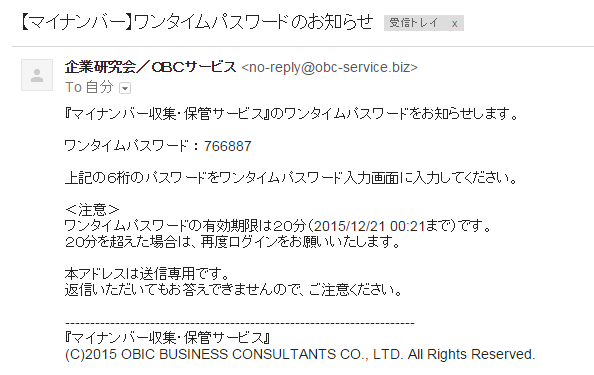 【マイナンバー】ワンタイムパスワードのお知らせ 受信トレイ x
企業研究会／ＯＢＣサービス <no-reply@obc-service.biz>
To 自分
『マイナンバー収集・保管サービス』のワンタイムパスワードをお知らせします。
ワンタイムパスワード： 766887
上記の６桁のパスワードをワンタイムパスワード入力画面に入力してください。
＜注意＞
ワンタイムパスワードの有効期限は２０分（2015/12/21 00:21まで）です。
２０分を超えた場合は、再度ログインをお願いいたします。
本アドレスは送信専用です。
返信いただいてもお答えできませんので、ご注意ください。
----------------------------------------------------------------------
『マイナンバー収集・保管サービス』
(C)2015 OBIC BUSINESS CONSULTANTS CO., LTD. All Rights Reserved.